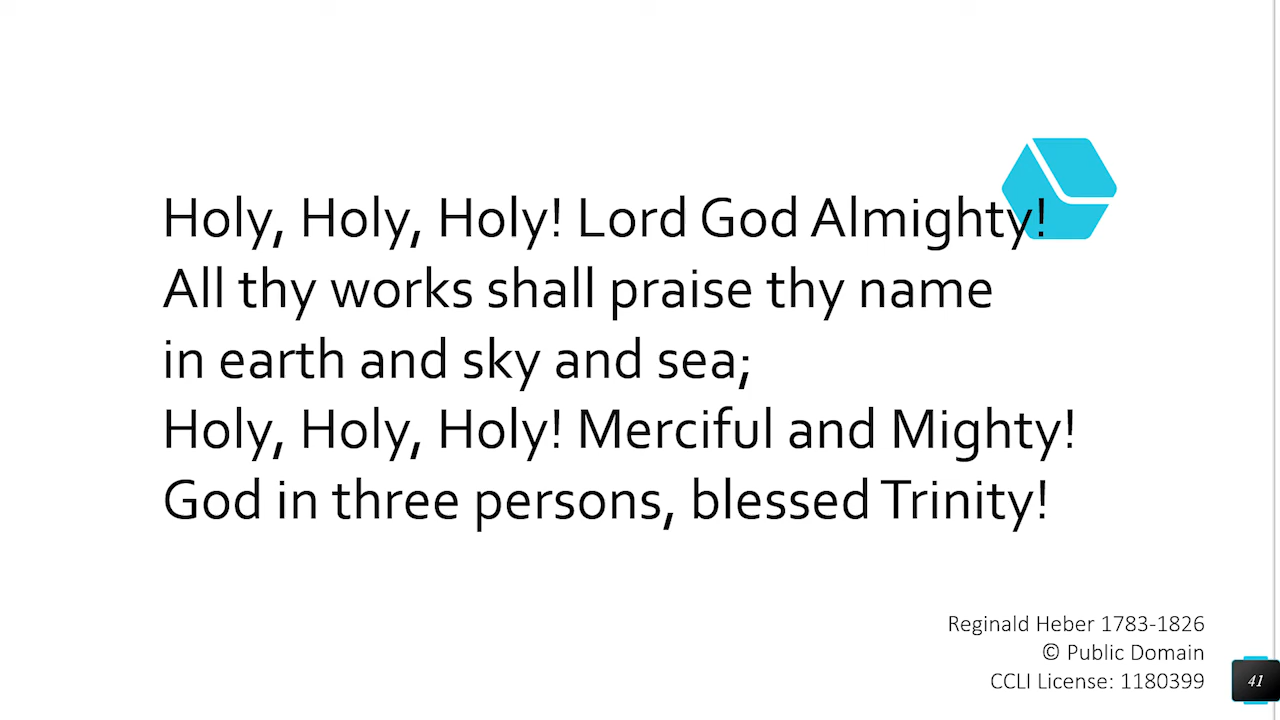 Holy, Holy, Holy! Lord God Almighty!
All thy works shall praise thy name
in earth and sky and sea;
Holy, Holy, Holy! Merciful and Mighty!
God in three persons, blessed Trinity!
Reginald Heber 1783-1826
© Public Domain
CCLI License: 1180399
41